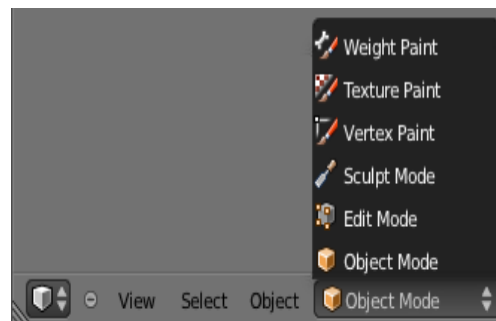 Weight Paint
Texture Paint
Vertex Paint
Sculpt Mode
Edit Mode
Object Mode
View Select Object Object Mode